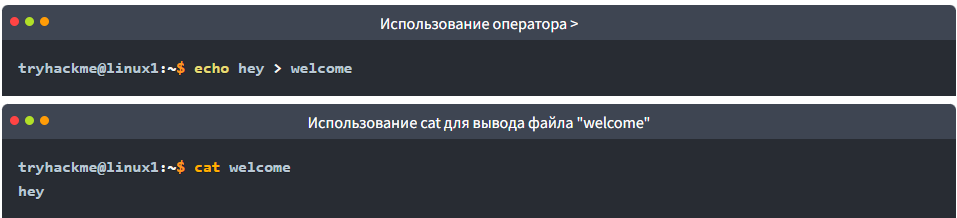 Использование оператора >
tryhackme@linux1:~$ echo hey > welcome
Использование cat для вывода файла "welcome"
tryhackme@linux1:~$ cat welcome
hey